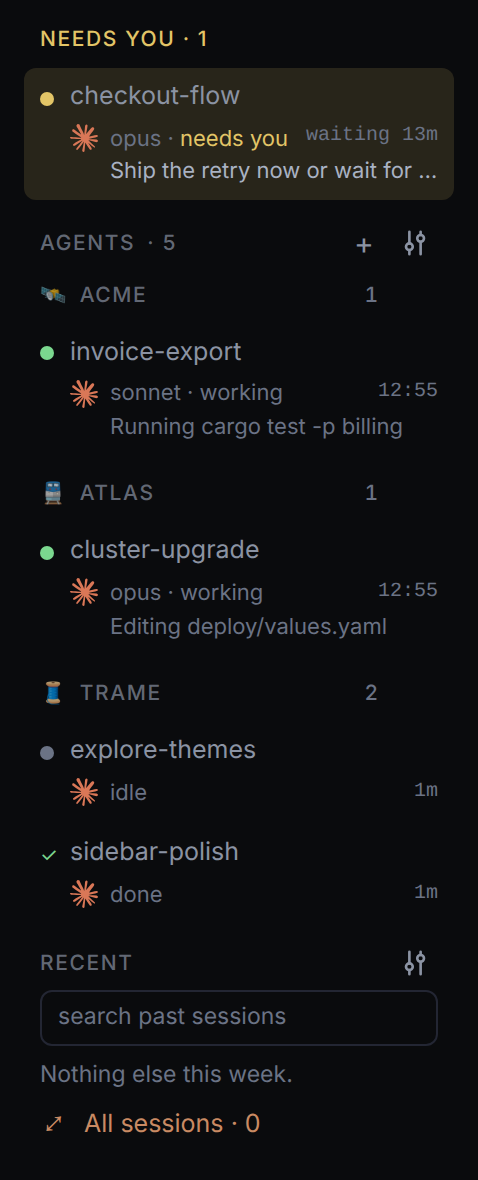 NEEDS YOU · 1
checkout-flow
opus · needs you waiting 13m
Ship the retry now or wait for ...
AGENTS · 5 +
ACME 1
invoice-export
sonnet · working 12:55
Running cargo test -p billing
ATLAS 1
cluster-upgrade
opus · working 12:55
Editing deploy/values.yaml
TRAME 2
explore-themes
idle 1m
sidebar-polish
done 1m
RECENT
search past sessions
Nothing else this week.
All sessions · 0